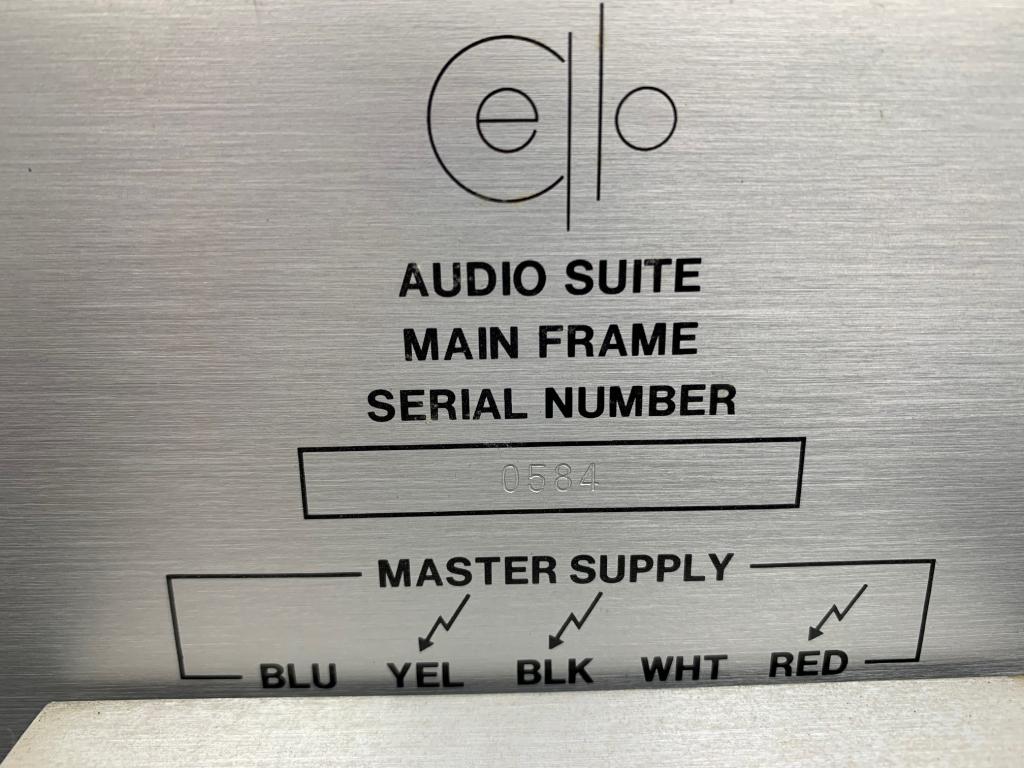 Cello
AUDIO SUITE
MAIN FRAME
SERIAL NUMBER
0584
MASTER SUPPLY
BLU YEL BLK WHT RED